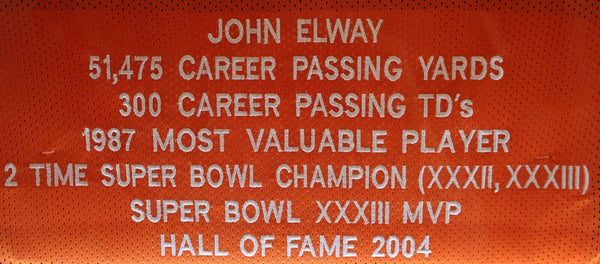 JOHN ELWAY
51,475 CAREER PASSING YARDS
300 CAREER PASSING TD's
1987 MOST VALUABLE PLAYER
2 TIME SUPER BOWL CHAMPION (XXXII, XXXIII)
SUPER BOWL XXXIII MVP
HALL OF FAME 2004